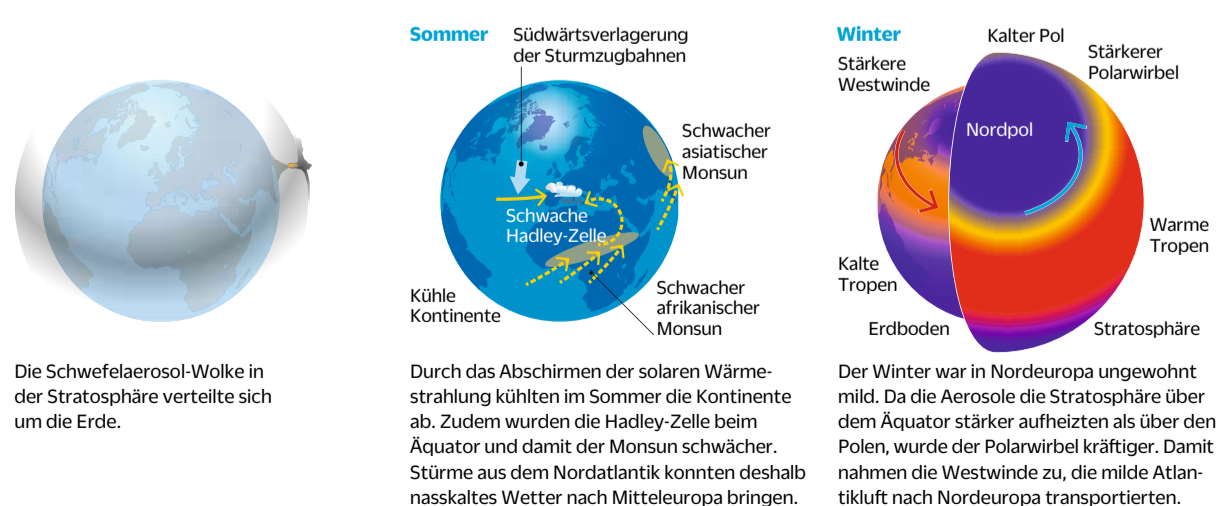 Die Schwefelaerosol-Wolke in
der Stratosphäre verteilte sich
um die Erde.
Sommer
Südwärtsverlagerung
der Sturmzugbahnen
Schwacher
asiatischer
Monsun
Schwache
Hadley-Zelle
Kühle
Kontinente
Schwacher
afrikanischer
Monsun
Durch das Abschirmen der solaren Wärme-
strahlung kühlten im Sommer die Kontinente
ab. Zudem wurden die Hadley-Zelle beim
Äquator und damit der Monsun schwächer.
Stürme aus dem Nordatlantik konnten deshalb
nasskaltes Wetter nach Mitteleuropa bringen.
Winter
Kalter Pol
Stärkere
Westwinde
Stärkerer
Polarwirbel
Nordpol
Warme
Tropen
Kalte
Tropen
Erdboden
Stratosphäre
Der Winter war in Nordeuropa ungewohnt
mild. Da die Aerosole die Stratosphäre über
dem Äquator stärker aufheizten als über den
Polen, wurde der Polarwirbel kräftiger. Damit
nahmen die Westwinde zu, die milde Atlan-
tikluft nach Nordeuropa transportierten.